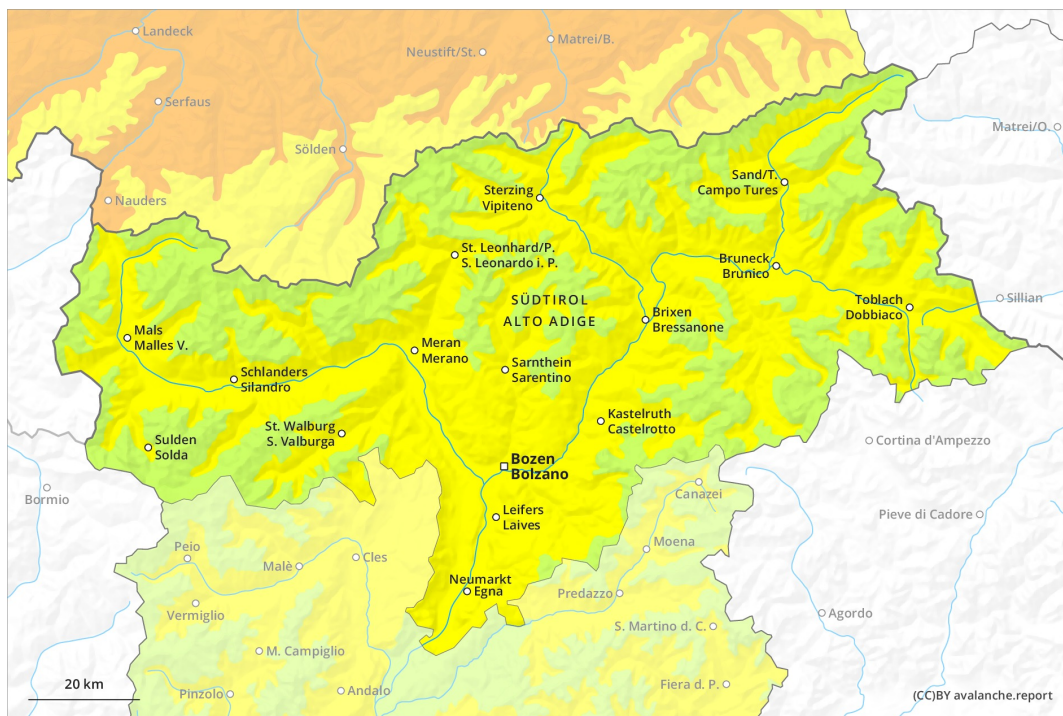 Landeck
Matrei/B.
Neustift/St.
Serfaus
Sölden
Matrei/O.
Nauders
Sand/T.
Campo Tures
Sterzing
Vipiteno
St. Leonhard/P.
S. Leonardo i. P.
Bruneck
Brunico
SÜDTIROL
ALTO ADIGE
Toblach
Dobbiaco
Sillian
Brixen
Bressanone
Mals
Malles V.
Meran
Merano
Sarnthein
Sarentino
Schlanders
Silandro
Kastelruth
Castelrotto
St. Walburg
S. Valburga
Sulden
Solda
Cortina d'Ampezzo
Bozen
Bolzano
Bormio
Canazei
Leifers
Laives
Pieve di Cadore
Moena
Peio
Cles
Malè
Neumarkt
Egna
Predazzo
Vermiglio
Agordo
S. Martino d. C.
M. Campiglio
20 km
Pinzolo
Andalo
Fiera d. P.
(CC)BY avalanche.report